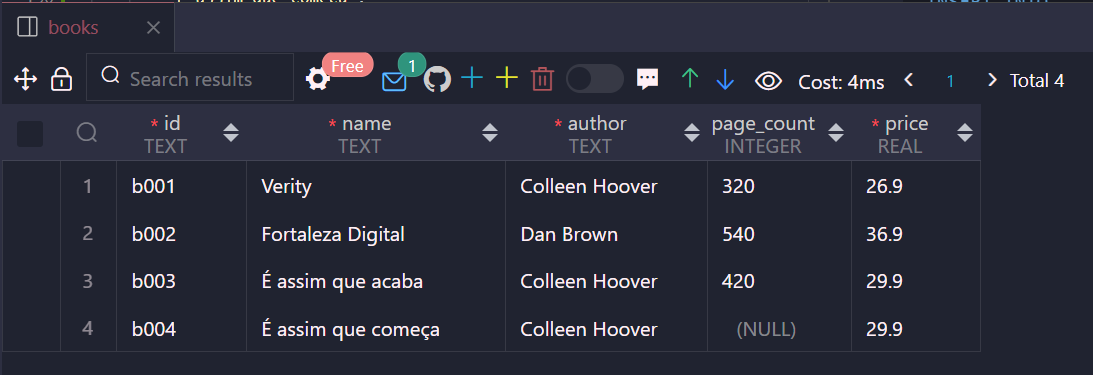 books
Search results
Free
1
Cost: 4ms
1
Total 4
* id
TEXT
* name
TEXT
* author
TEXT
page_count
INTEGER
* price
REAL
1 b001 Verity Colleen Hoover 320 26.9
2 b002 Fortaleza Digital Dan Brown 540 36.9
3 b003 É assim que acaba Colleen Hoover 420 29.9
4 b004 É assim que começa Colleen Hoover (NULL) 29.9